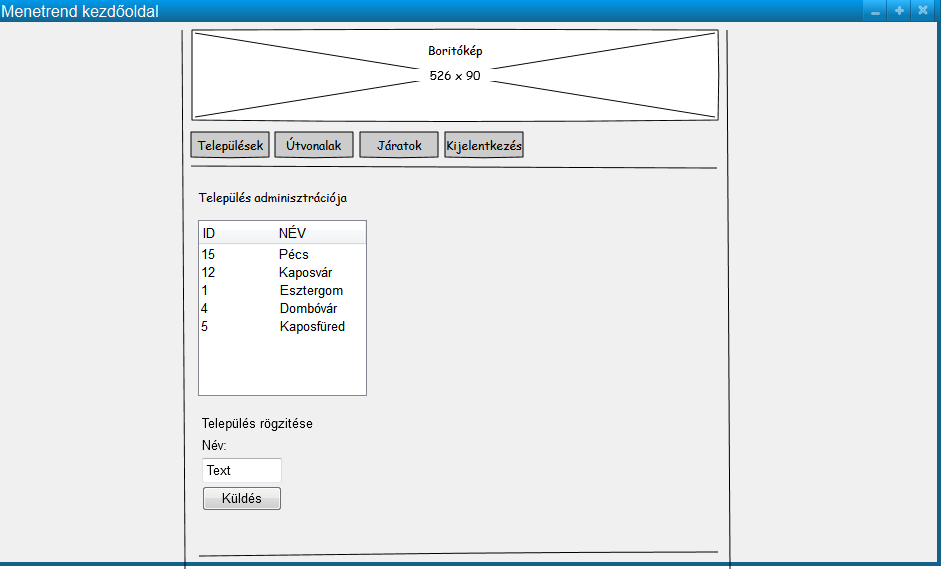 Menetrend kezdőoldal
Boritókép
526 x 90
Települések Útvonalak Járatok Kijelentkezés
Település adminisztrációja
ID NÉV
15 Pécs
12 Kaposvár
1 Esztergom
4 Dombóvár
5 Kaposfüred
Település rögzitése
Név:
Text
Küldés